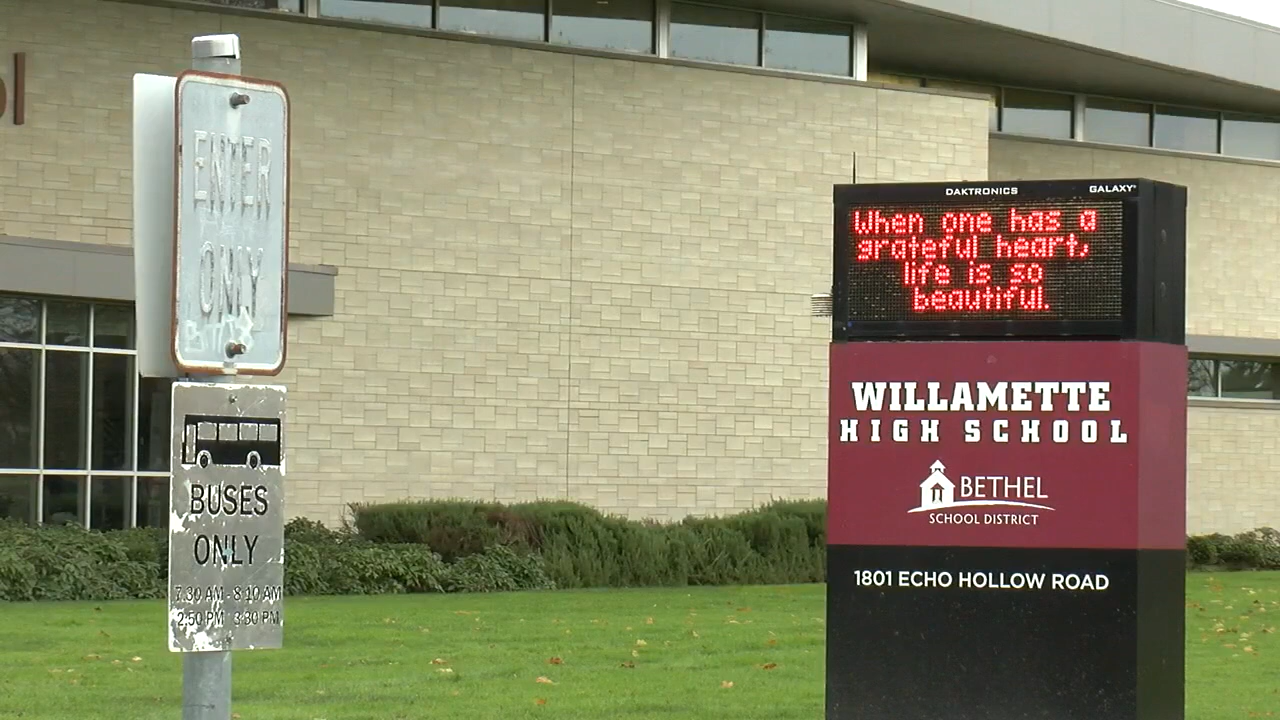 ol
ENTER
ONLY
BUSES
ONLY
7:30 AM - 8:10 AM
2:50 PM 3:30 PM
DAKTRONICS GALAXY
When one has a
grateful heart,
life is so
beautiful.
WILLAMETTE
HIGH SCHOOL
BETHEL
SCHOOL DISTRICT
1801 ECHO HOLLOW ROAD